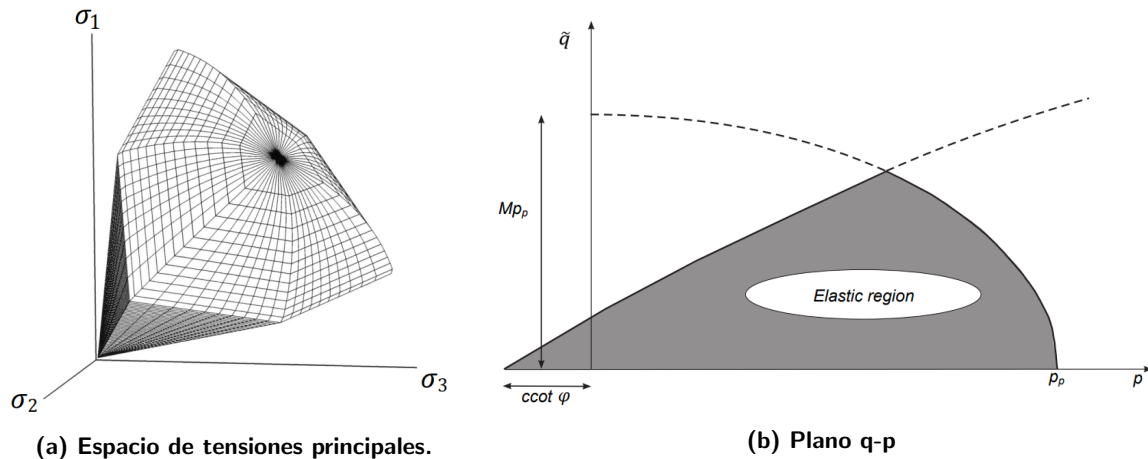 σ1
σ2
σ3
(a) Espacio de tensiones principales.
q̃
Mpp
Elastic region
ccot φ
pp
p
(b) Plano q-p